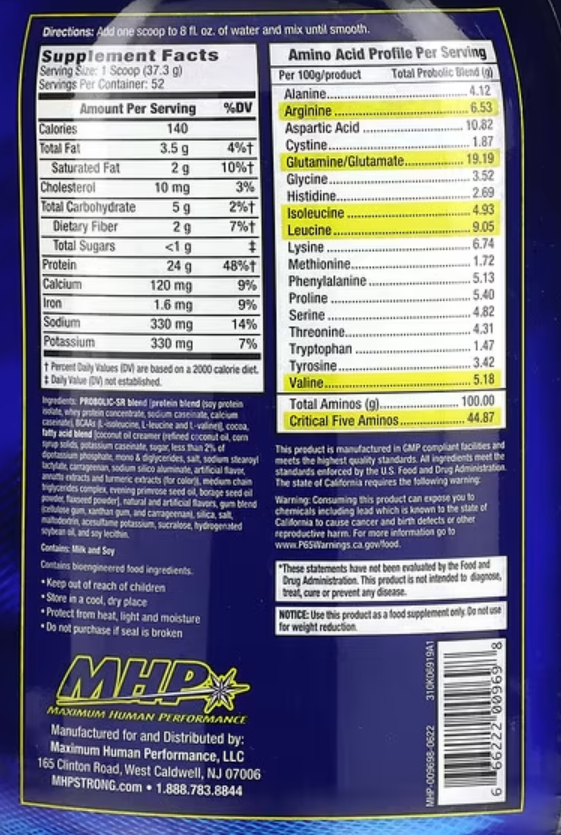 Directions: Add one scoop to 8 fl. oz. of water and mix until smooth.
Supplement Facts
Serving Size: 1 Scoop (37.3 g)
Servings Per Container: 52
Amount Per Serving %DV
Calories 140
Total Fat 3.5 g 4%†
Saturated Fat 2 g 10%†
Cholesterol 10 mg 3%
Total Carbohydrate 5 g 2%†
Dietary Fiber 2 g 7%†
Total Sugars <1 g ‡
Protein 24 g 48%†
Calcium 120 mg 9%
Iron 1.6 mg 9%
Sodium 330 mg 14%
Potassium 330 mg 7%
† Percent Daily Values (DV) are based on a 2000 calorie diet.
‡ Daily Value (DV) not established.
Ingredients: PROBOLIC-SR blend [protein blend (soy protein
isolate, whey protein concentrate, sodium caseinate, calcium
caseinate), BCAAs (L-isoleucine, L-leucine and L-valine)], cocoa,
fatty acid blend [coconut oil creamer (refined coconut oil, corn
syrup solids, potassium caseinate, sugar, less than 2% of
dipotassium phosphate, mono & diglycerides, salt, sodium stearoyl
lactylate, carrageenan, sodium silico aluminate, artificial flavor,
annatto extracts and turmeric extracts (for color)), medium chain
triglycerides complex, evening primrose seed oil, borage seed oil
powder, flaxseed powder], natural and artificial flavors, gum blend
(cellulose gum, xanthan gum, and carrageenan), silica, salt,
maltodextrin, acesulfame potassium, sucralose, hydrogenated
soybean oil, and soy lecithin.
Contains: Milk and Soy
Contains bioengineered food ingredients.
• Keep out of reach of children
• Store in a cool, dry place
• Protect from heat, light and moisture
• Do not purchase if seal is broken
MHP
MAXIMUM HUMAN PERFORMANCE
Manufactured for and Distributed by:
Maximum Human Performance, LLC
165 Clinton Road, West Caldwell, NJ 07006
MHPSTRONG.com • 1.888.783.8844
Amino Acid Profile Per Serving
Per 100g/product Total Probolic Blend (g)
Alanine 4.12
Arginine 6.53
Aspartic Acid 10.82
Cystine 1.87
Glutamine/Glutamate 19.19
Glycine 3.52
Histidine 2.69
Isoleucine 4.93
Leucine 9.05
Lysine 6.74
Methionine 1.72
Phenylalanine 5.13
Proline 5.40
Serine 4.82
Threonine 4.31
Tryptophan 1.47
Tyrosine 3.42
Valine 5.18
Total Aminos (g) 100.00
Critical Five Aminos 44.87
This product is manufactured in GMP compliant facilities and
meets the highest quality standards. All ingredients meet the
standards enforced by the U.S. Food and Drug Administration.
The state of California requires the following warning:
Warning: Consuming this product can expose you to
chemicals including lead which is known to the state of
California to cause cancer and birth defects or other
reproductive harm. For more information go to
www.P65Warnings.ca.gov/food.
*These statements have not been evaluated by the Food and
Drug Administration. This product is not intended to diagnose,
treat, cure or prevent any disease.
NOTICE: Use this product as a food supplement only. Do not use
for weight reduction.
MHP-009698-0622 310K06919A1
6 66222 00969 8